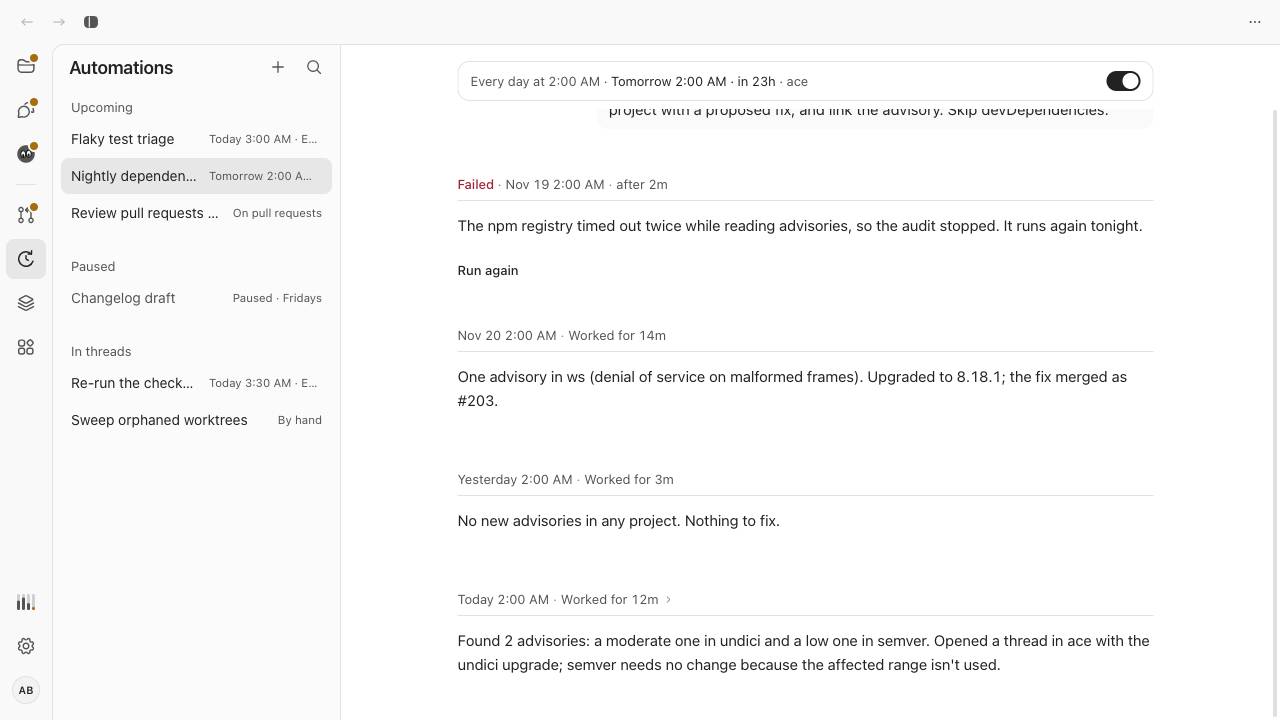 Automations
Upcoming
Flaky test triage Today 3:00 AM · E...
Nightly dependen... Tomorrow 2:00 A...
Review pull requests ... On pull requests
Paused
Changelog draft Paused · Fridays
In threads
Re-run the check... Today 3:30 AM · E...
Sweep orphaned worktrees By hand
AB
Every day at 2:00 AM · Tomorrow 2:00 AM · in 23h · ace
project with a proposed fix, and link the advisory. Skip devDependencies.
Failed · Nov 19 2:00 AM · after 2m
The npm registry timed out twice while reading advisories, so the audit stopped. It runs again tonight.
Run again
Nov 20 2:00 AM · Worked for 14m
One advisory in ws (denial of service on malformed frames). Upgraded to 8.18.1; the fix merged as
#203.
Yesterday 2:00 AM · Worked for 3m
No new advisories in any project. Nothing to fix.
Today 2:00 AM · Worked for 12m
Found 2 advisories: a moderate one in undici and a low one in semver. Opened a thread in ace with the
undici upgrade; semver needs no change because the affected range isn't used.